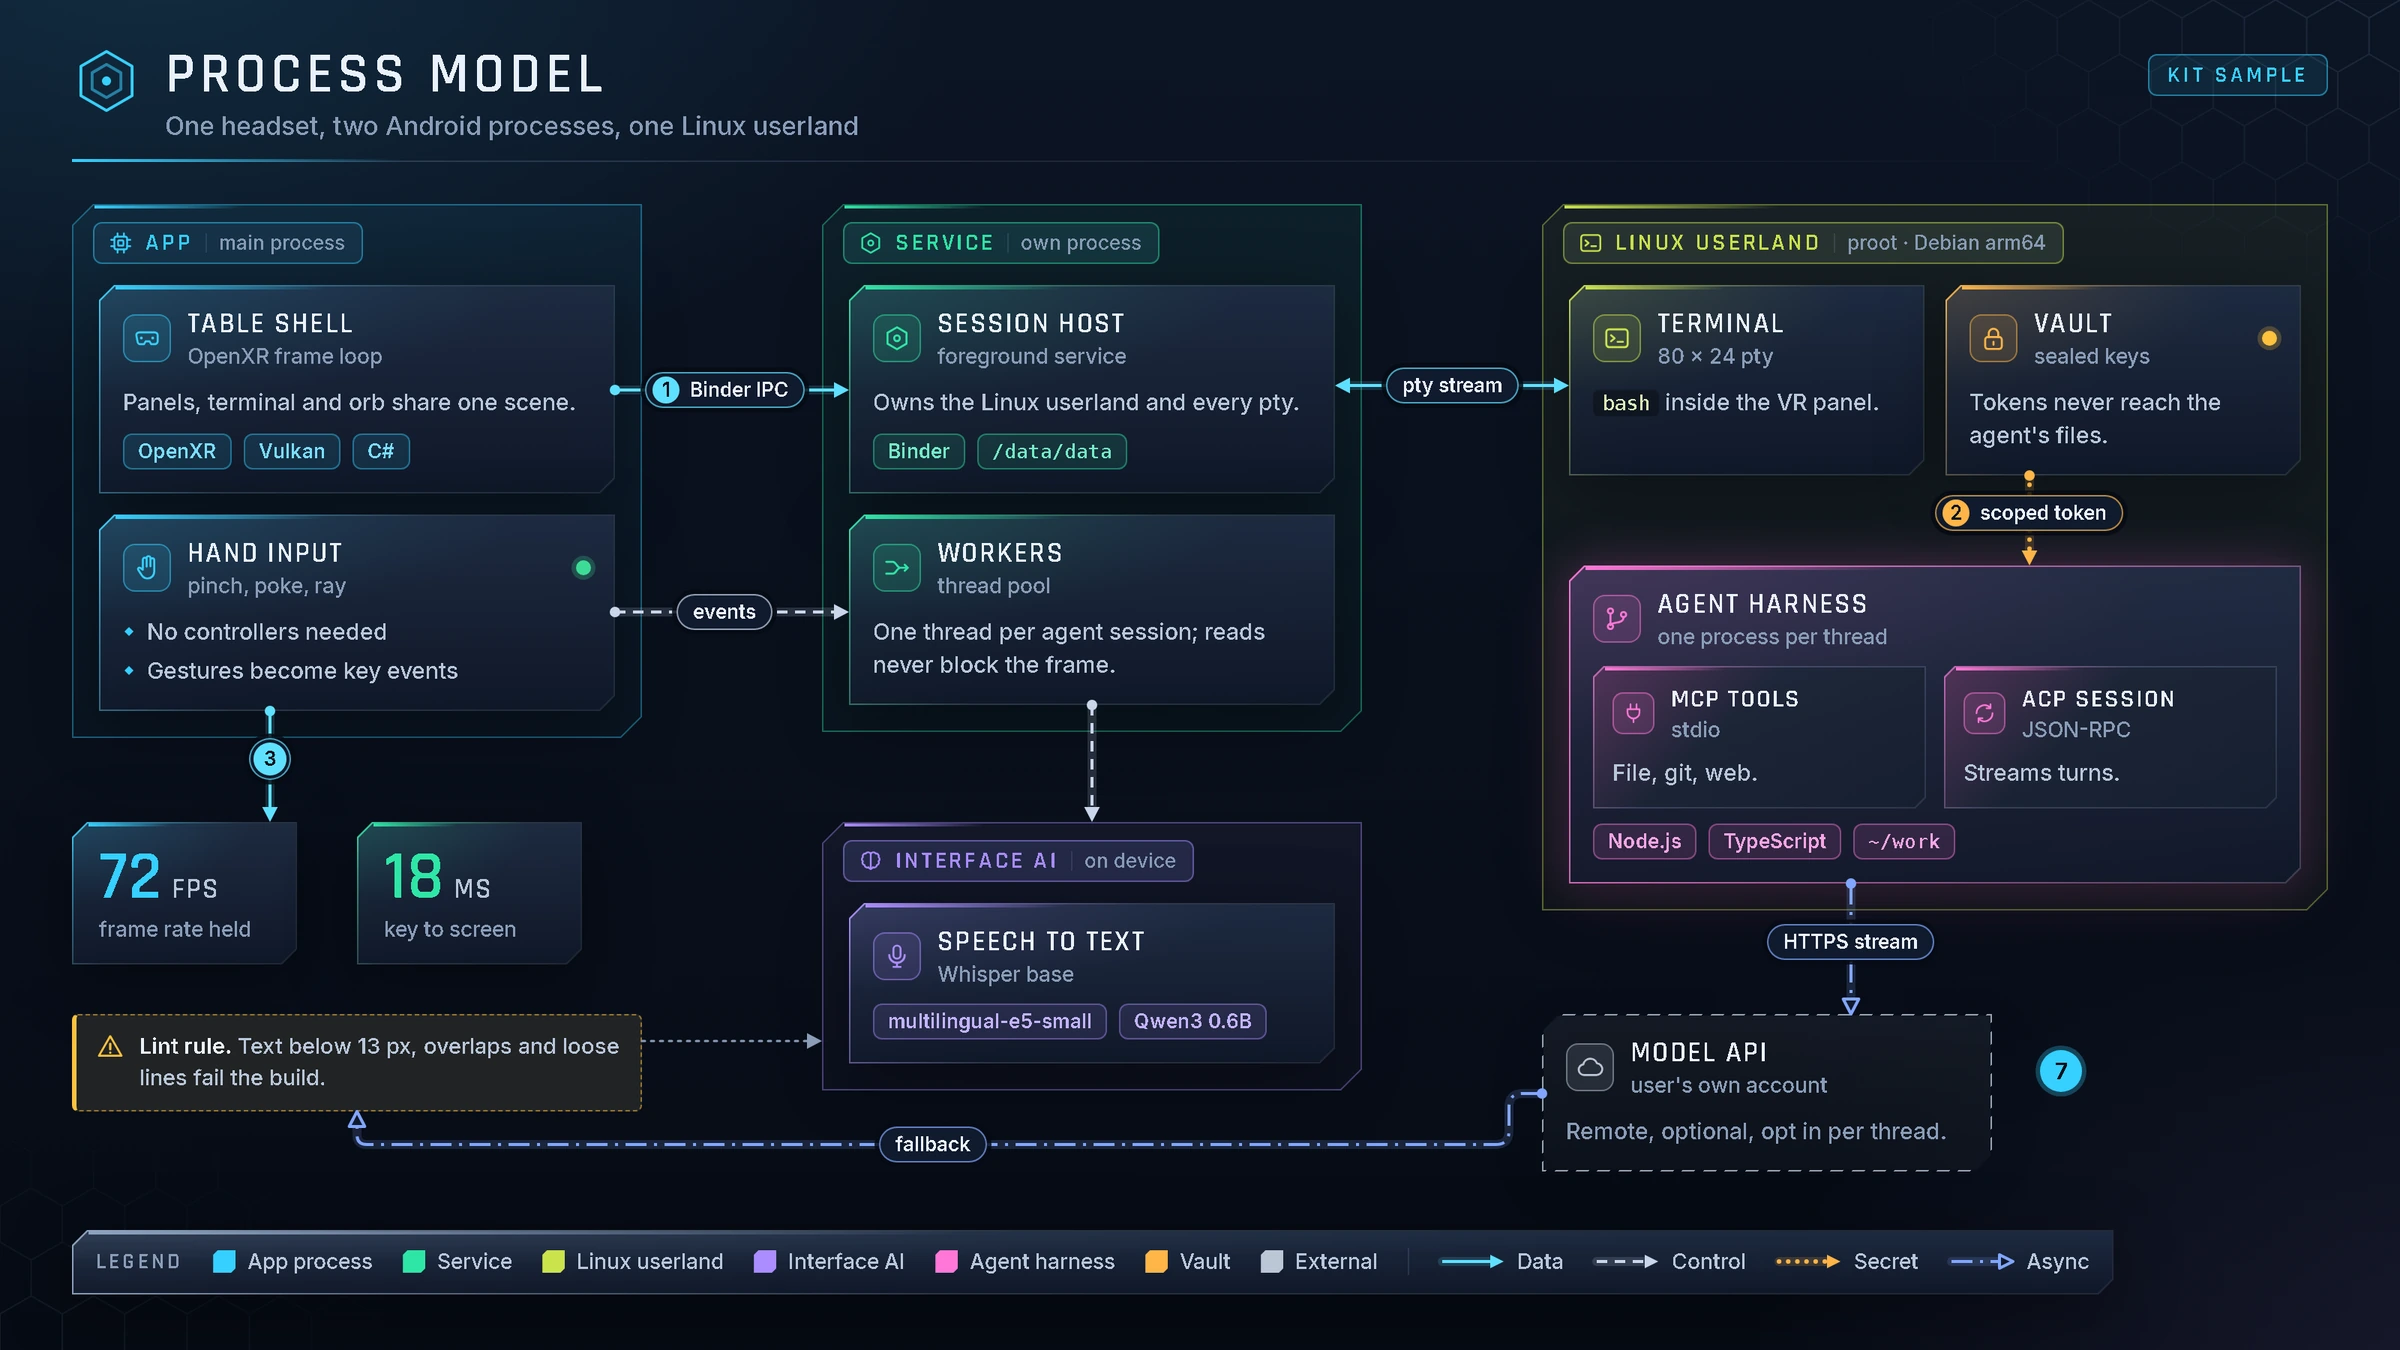 PROCESS MODEL
One headset, two Android processes, one Linux userland
KIT SAMPLE
APP main process
TABLE SHELL
OpenXR frame loop
Panels, terminal and orb share one scene.
OpenXR Vulkan C#
HAND INPUT
pinch, poke, ray
No controllers needed
Gestures become key events
1 Binder IPC
events
3
SERVICE own process
SESSION HOST
foreground service
Owns the Linux userland and every pty.
Binder /data/data
WORKERS
thread pool
One thread per agent session; reads
never block the frame.
pty stream
LINUX USERLAND proot · Debian arm64
TERMINAL
80 × 24 pty
bash inside the VR panel.
VAULT
sealed keys
Tokens never reach the
agent's files.
2 scoped token
AGENT HARNESS
one process per thread
MCP TOOLS
stdio
File, git, web.
ACP SESSION
JSON-RPC
Streams turns.
Node.js TypeScript ~/work
HTTPS stream
72 FPS
frame rate held
18 MS
key to screen
INTERFACE AI on device
SPEECH TO TEXT
Whisper base
multilingual-e5-small Qwen3 0.6B
Lint rule. Text below 13 px, overlaps and loose
lines fail the build.
fallback
MODEL API
user's own account
Remote, optional, opt in per thread.
7
LEGEND App process Service Linux userland Interface AI Agent harness Vault External Data Control Secret Async